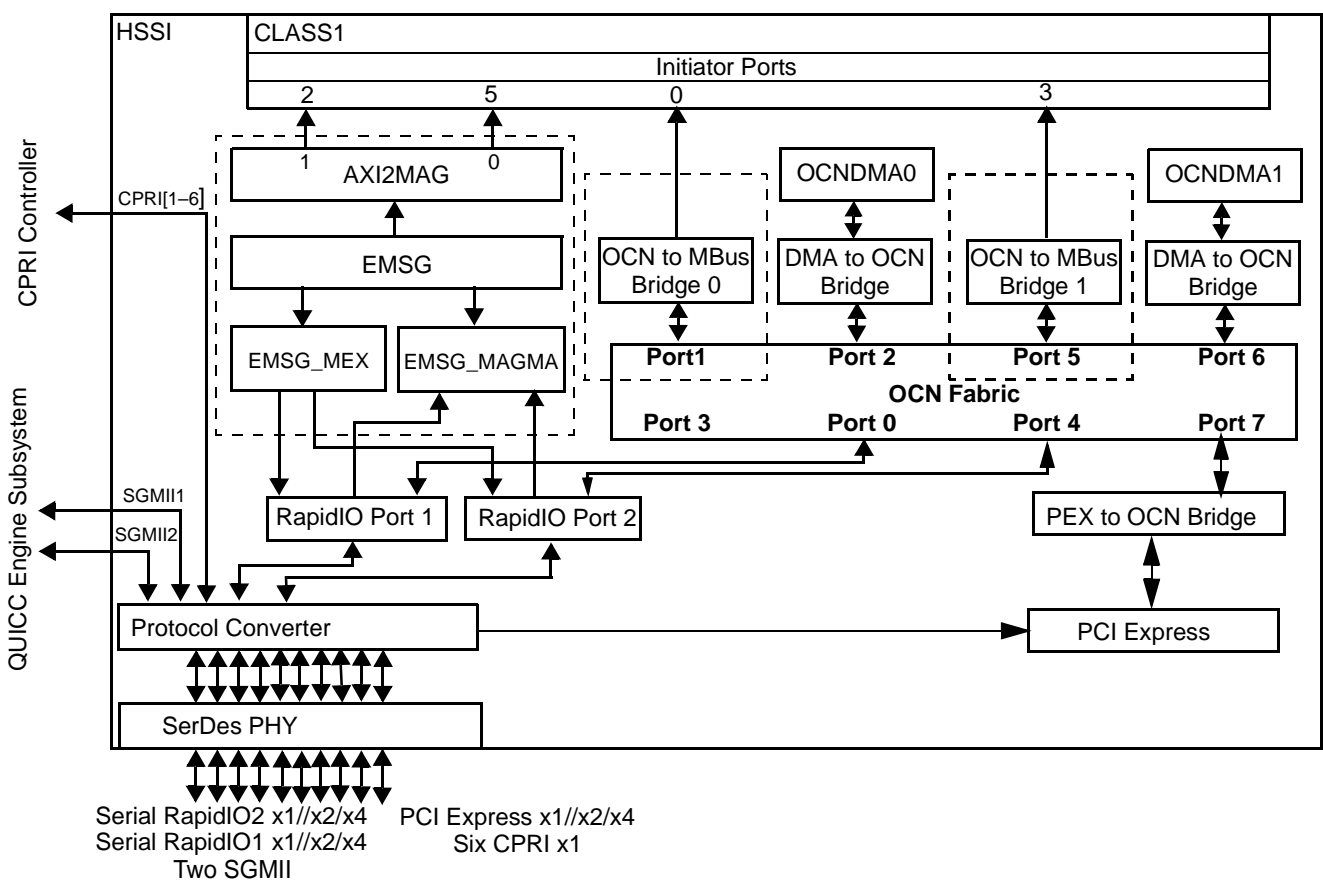 HSSI
CLASS1
Initiator Ports
2 5 0 3
1 0
AXI2MAG
OCNDMA0
OCNDMA1
CPRI[1–6]
CPRI Controller
EMSG
OCN to MBus
Bridge 0
DMA to OCN
Bridge
OCN to MBus
Bridge 1
DMA to OCN
Bridge
EMSG_MEX
EMSG_MAGMA
Port1
Port 2
Port 5
Port 6
OCN Fabric
Port 3
Port 0
Port 4
Port 7
QUICC Engine Subsystem
SGMII1
SGMII2
RapidIO Port 1
RapidIO Port 2
PEX to OCN Bridge
Protocol Converter
PCI Express
SerDes PHY
Serial RapidIO2 x1//x2/x4
Serial RapidIO1 x1//x2/x4
Two SGMII
PCI Express x1//x2/x4
Six CPRI x1